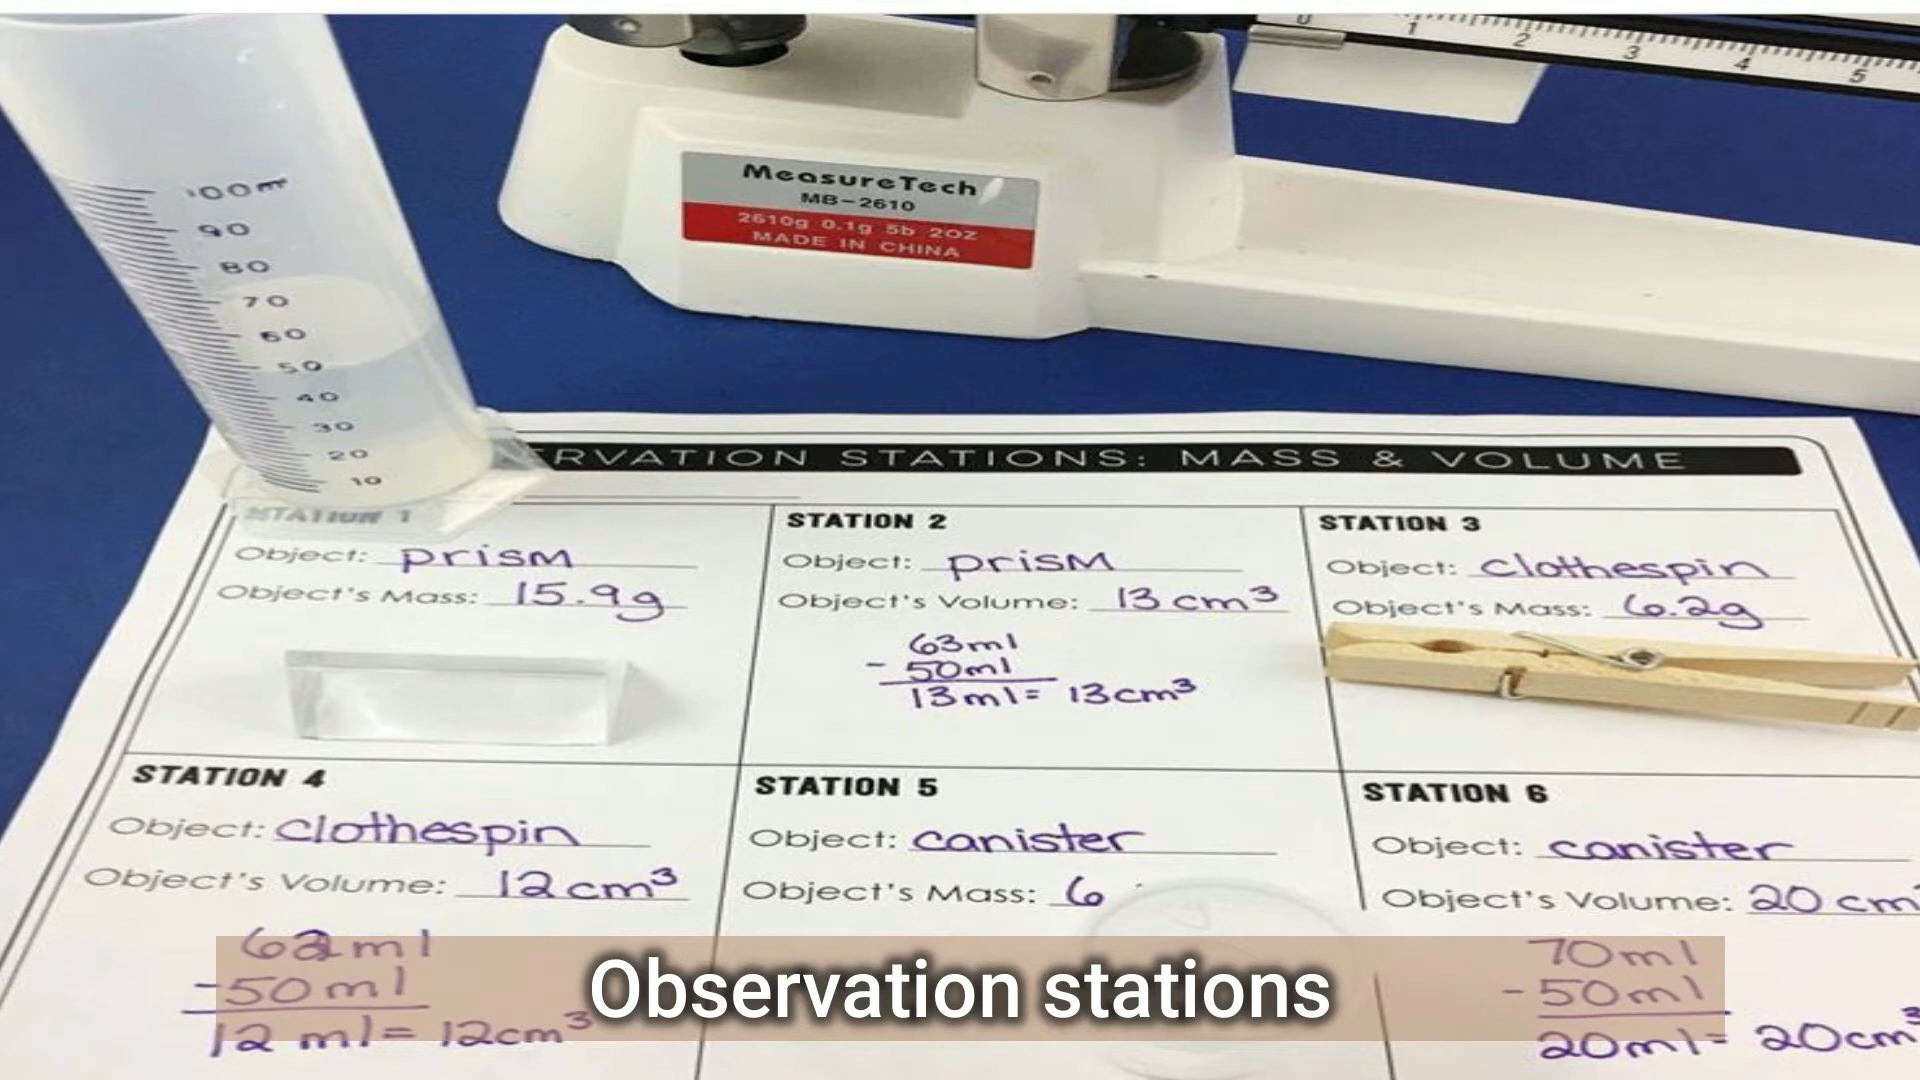 0 1 2 3 4 5
MeasureTech
MB-2610
2610g 0.1g 5b 2OZ
MADE IN CHINA
100ml
90
80
70
60
50
40
30
20
10
RVATION STATIONS: MASS & VOLUME
STATION 1
Object: prism
Object's Mass: 15.9g
STATION 2
Object: prism
Object's Volume: 13 cm³
63ml
- 50ml
13ml = 13cm³
STATION 3
Object: clothespin
Object's Mass: 6.2g
STATION 4
Object: clothespin
Object's Volume: 12cm³
62ml
-50ml
12 ml = 12cm³
STATION 5
Object: canister
Object's Mass: 6
STATION 6
Object: canister
Object's Volume: 20 cm³
70ml
- 50ml
20ml = 20cm³
Observation stations